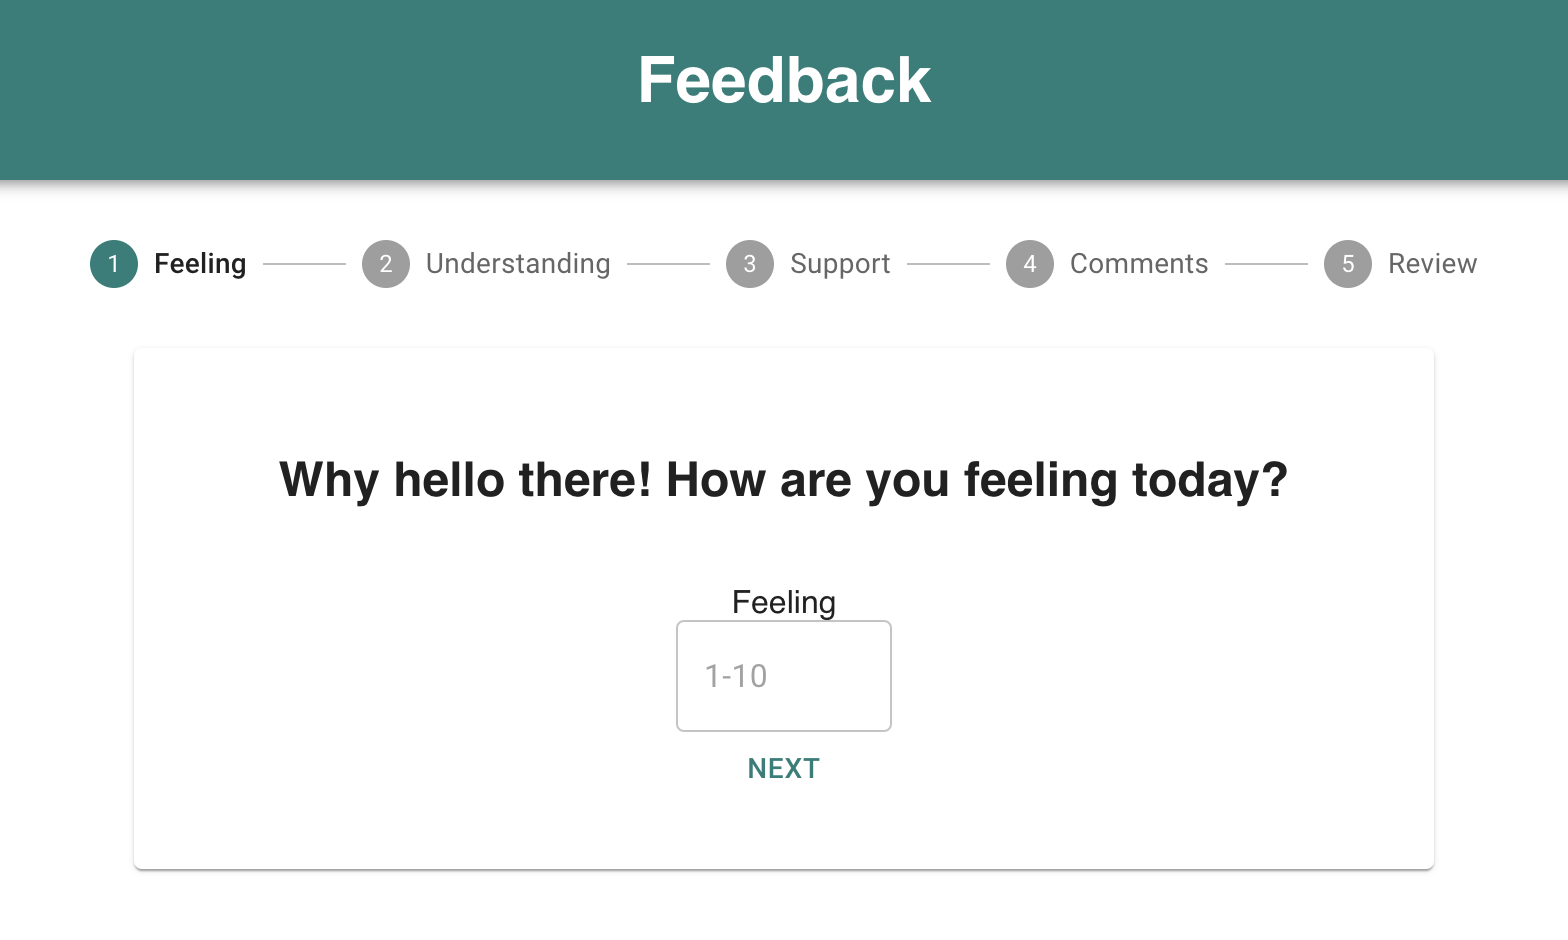 Feedback
1 Feeling 2 Understanding 3 Support 4 Comments 5 Review
Why hello there! How are you feeling today?
Feeling
1-10
NEXT